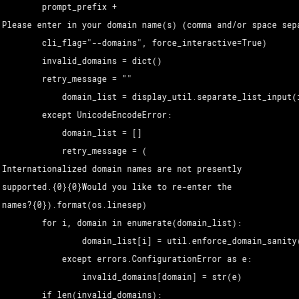 prompt_prefix +
Please enter in your domain name(s) (comma and/or space
cli_flag="--domains", force_interactive=True)
invalid_domains = dict()
retry_message = ""
domain_list = display_util.separate_list_input(
except UnicodeEncodeError:
domain_list = []
retry_message = (
Internationalized domain names are not presently
supported.{0}{0}Would you like to re-enter the
names?{0}).format(os.linesep)
for i, domain in enumerate(domain_list):
domain_list[i] = util.enforce_domain_sanity(
except errors.ConfigurationError as e:
invalid_domains[domain] = str(e)
if len(invalid_domains):